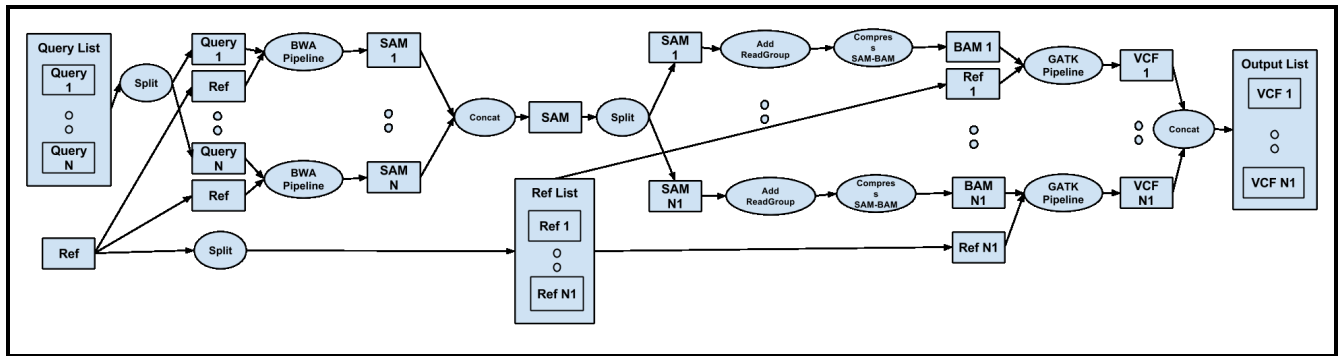 Query List
Query
1
Query
N
Split
Ref
Query
1
Ref
Query
N
Ref
Split
BWA
Pipeline
BWA
Pipeline
SAM
1
SAM
N
Concat
SAM
Split
Ref List
Ref 1
Ref N1
SAM
1
SAM
N1
Add
ReadGroup
Add
ReadGroup
Compres
s
SAM-BAM
Compres
s
SAM-BAM
BAM 1
Ref
1
BAM
N1
Ref N1
GATK
Pipeline
GATK
Pipeline
VCF
1
VCF
N1
Concat
Output List
VCF 1
VCF N1